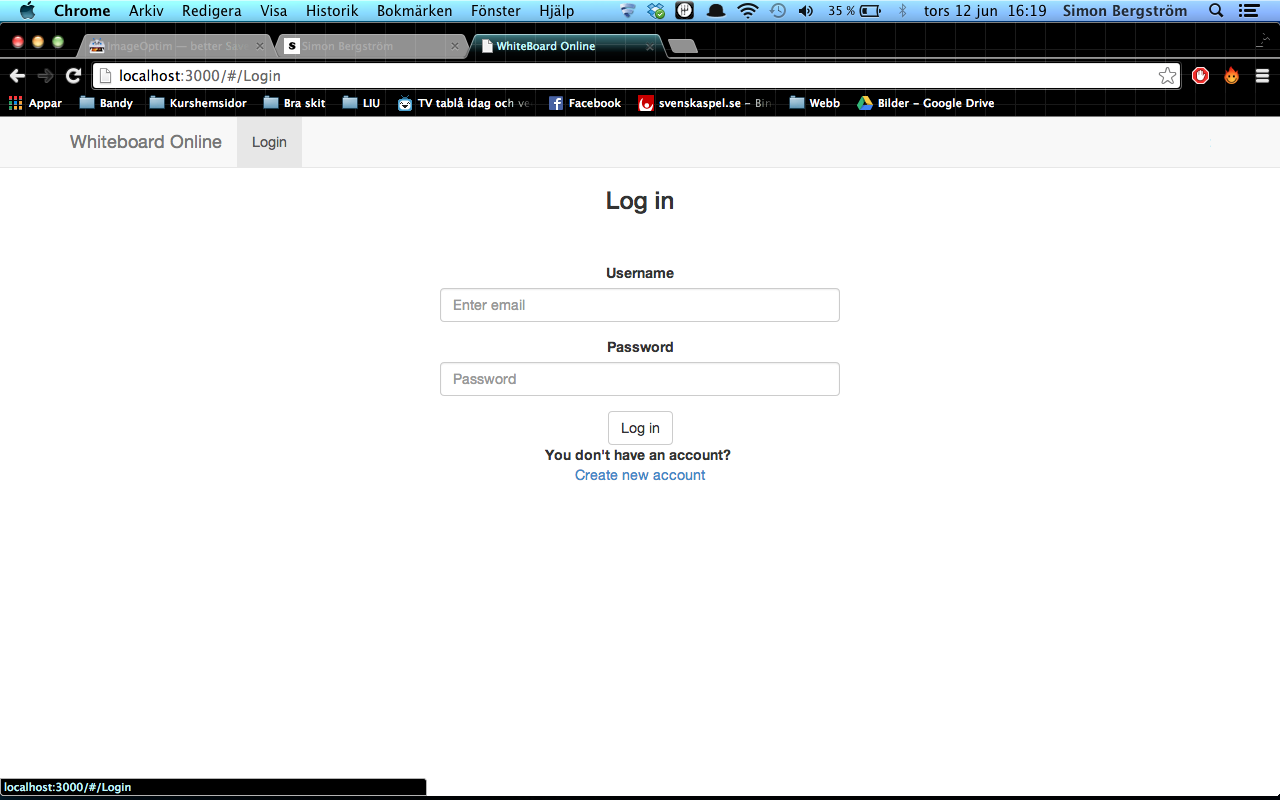 Chrome Arkiv Redigera Visa Historik Bokmärken Fönster Hjälp 35 % tors 12 jun 16:19 Simon Bergström
ImageOptim — better Sav Simon Bergström WhiteBoard Online
localhost:3000/#/Login
Appar Bandy Kurshemsidor Bra skit LIU TV tablå idag och ve Facebook svenskaspel.se – Bin Webb Bilder – Google Drive
Whiteboard Online Login
Log in
Username
Enter email
Password
Password
Log in
You don't have an account?
Create new account
localhost:3000/#/Login